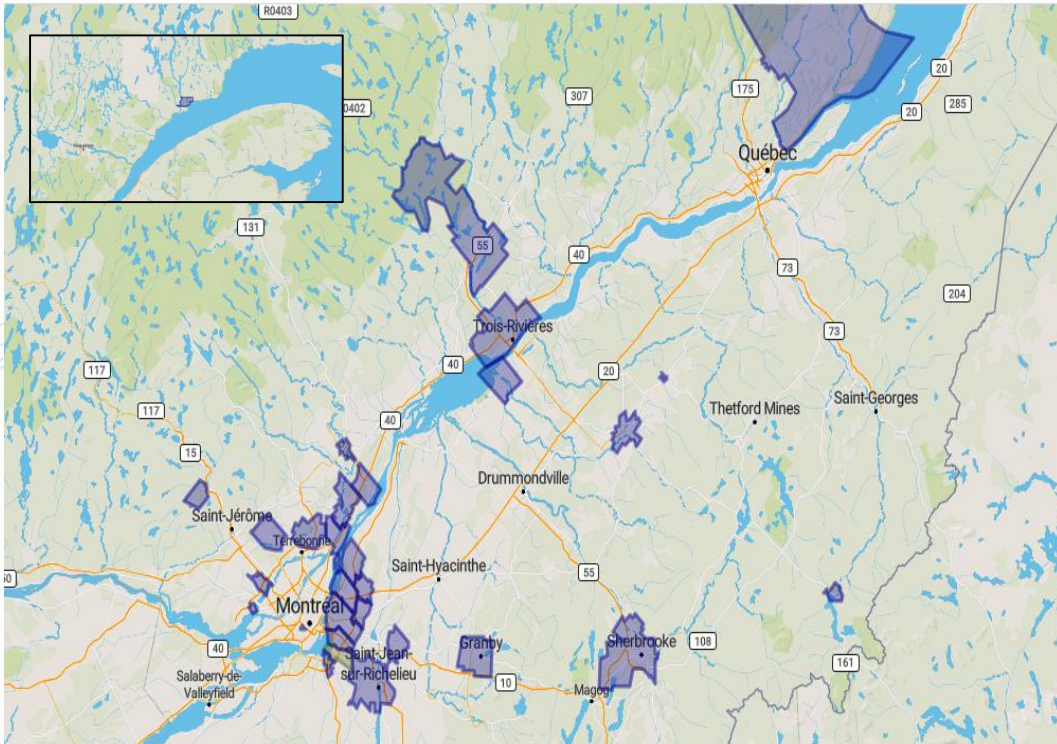 R0403
20
175
285
307
20
R0402
Québec
131
55
40
73
204
Trois-Rivières
73
117
40
20
Saint-Georges
117
Thetford Mines
40
15
Drummondville
Saint-Jérôme
Terrebonne
Saint-Hyacinthe
50
55
Montréal
Granby
Sherbrooke
108
40
Saint-Jean-
sur-Richelieu
161
Salaberry-de-
Valleyfield
10
Magog